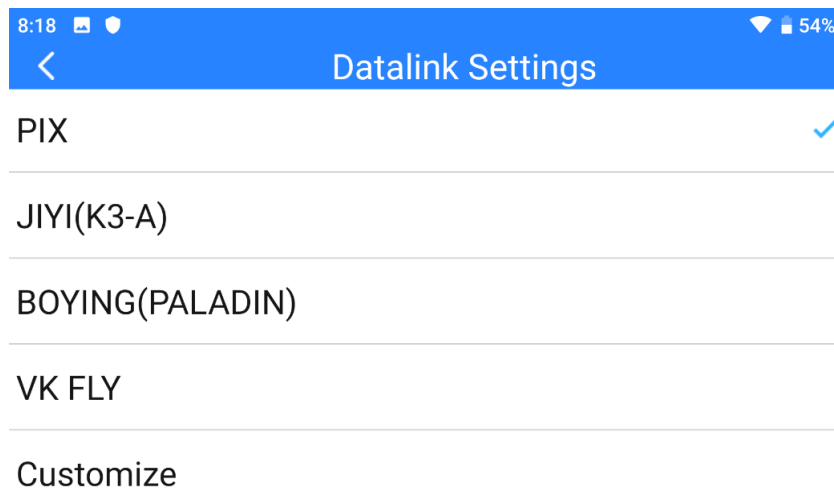 8:18 54%
Datalink Settings
PIX
JIYI(K3-A)
BOYING(PALADIN)
VK FLY
Customize